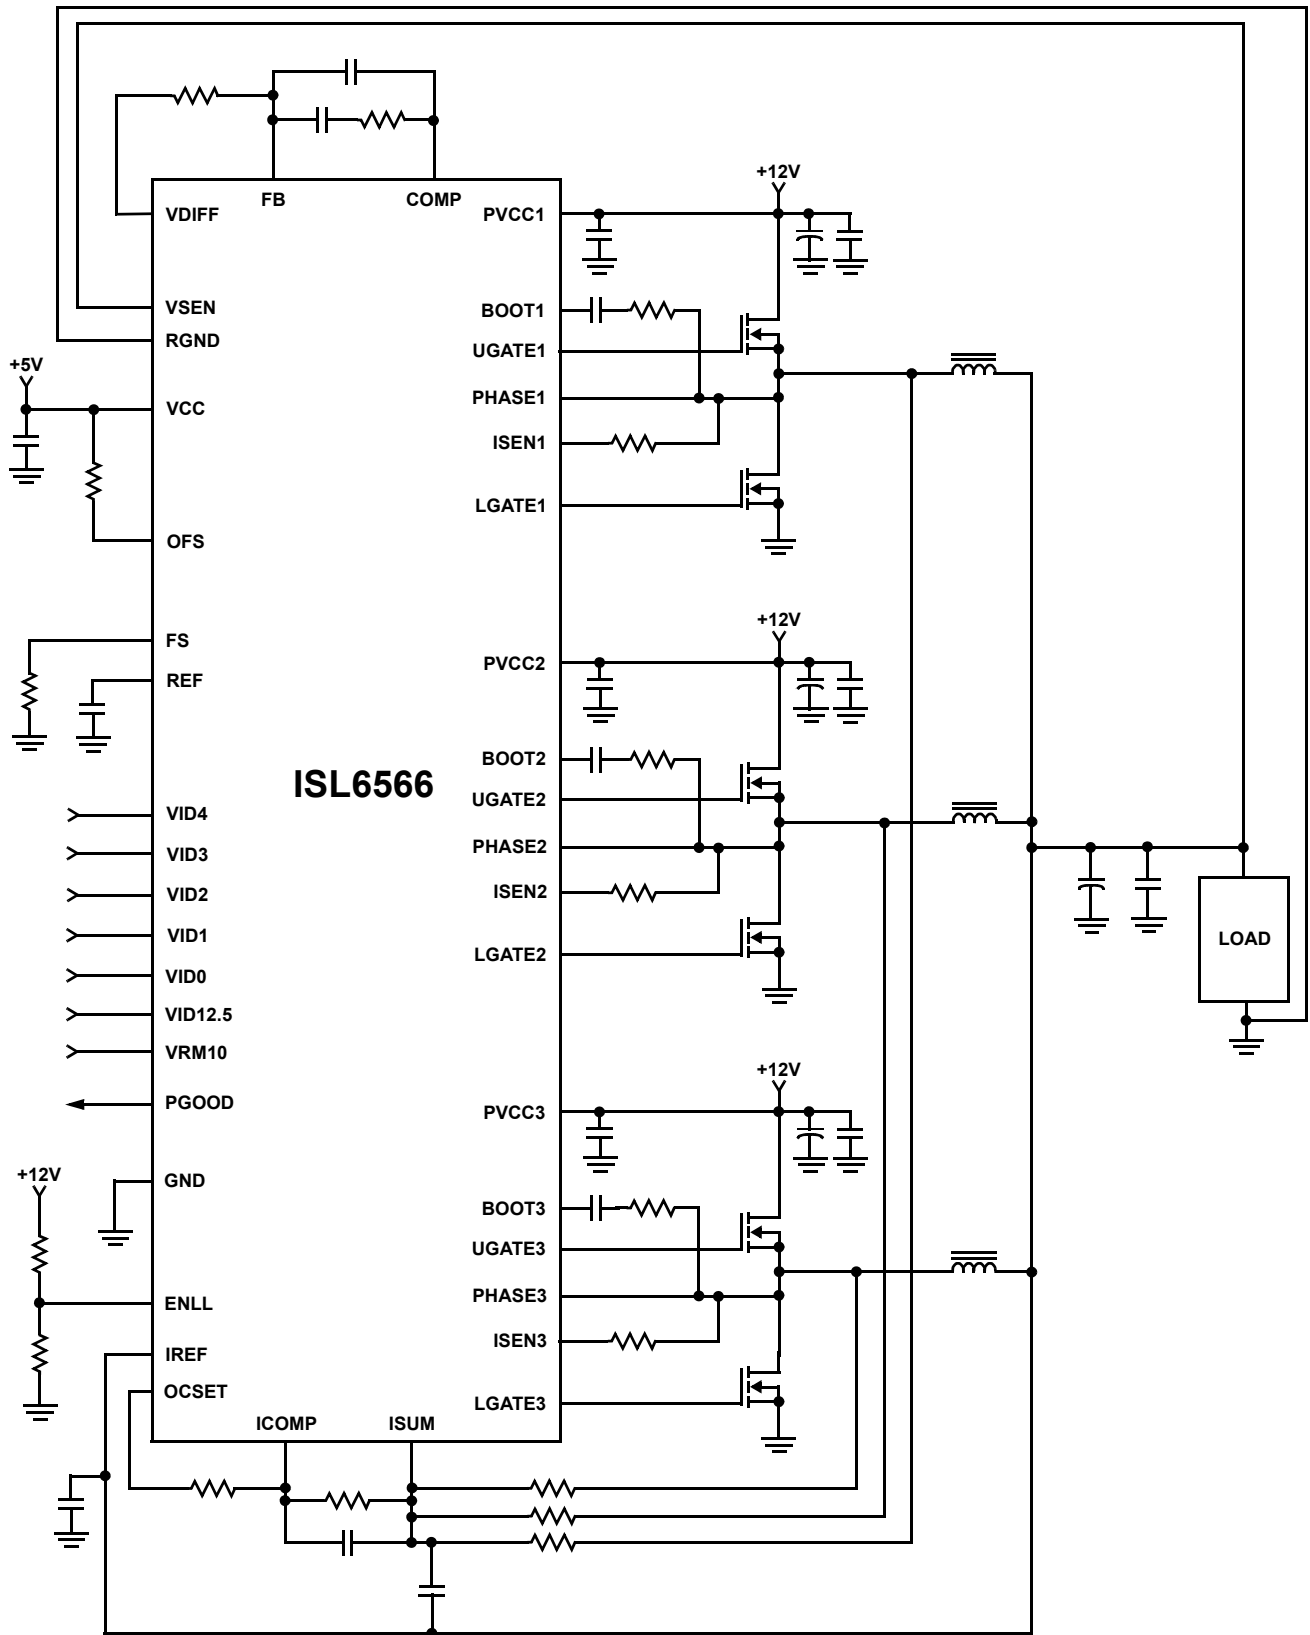 +12V
FB
COMP
VDIFF
PVCC1
VSEN
BOOT1
RGND
UGATE1
+5V
PHASE1
VCC
ISEN1
LGATE1
OFS
+12V
FS
PVCC2
REF
BOOT2
ISL6566
UGATE2
VID4
PHASE2
VID3
ISEN2
VID2
VID1
LOAD
LGATE2
VID0
VID12.5
VRM10
+12V
PGOOD
PVCC3
+12V
GND
BOOT3
UGATE3
PHASE3
ENLL
ISEN3
IREF
OCSET
LGATE3
ICOMP
ISUM